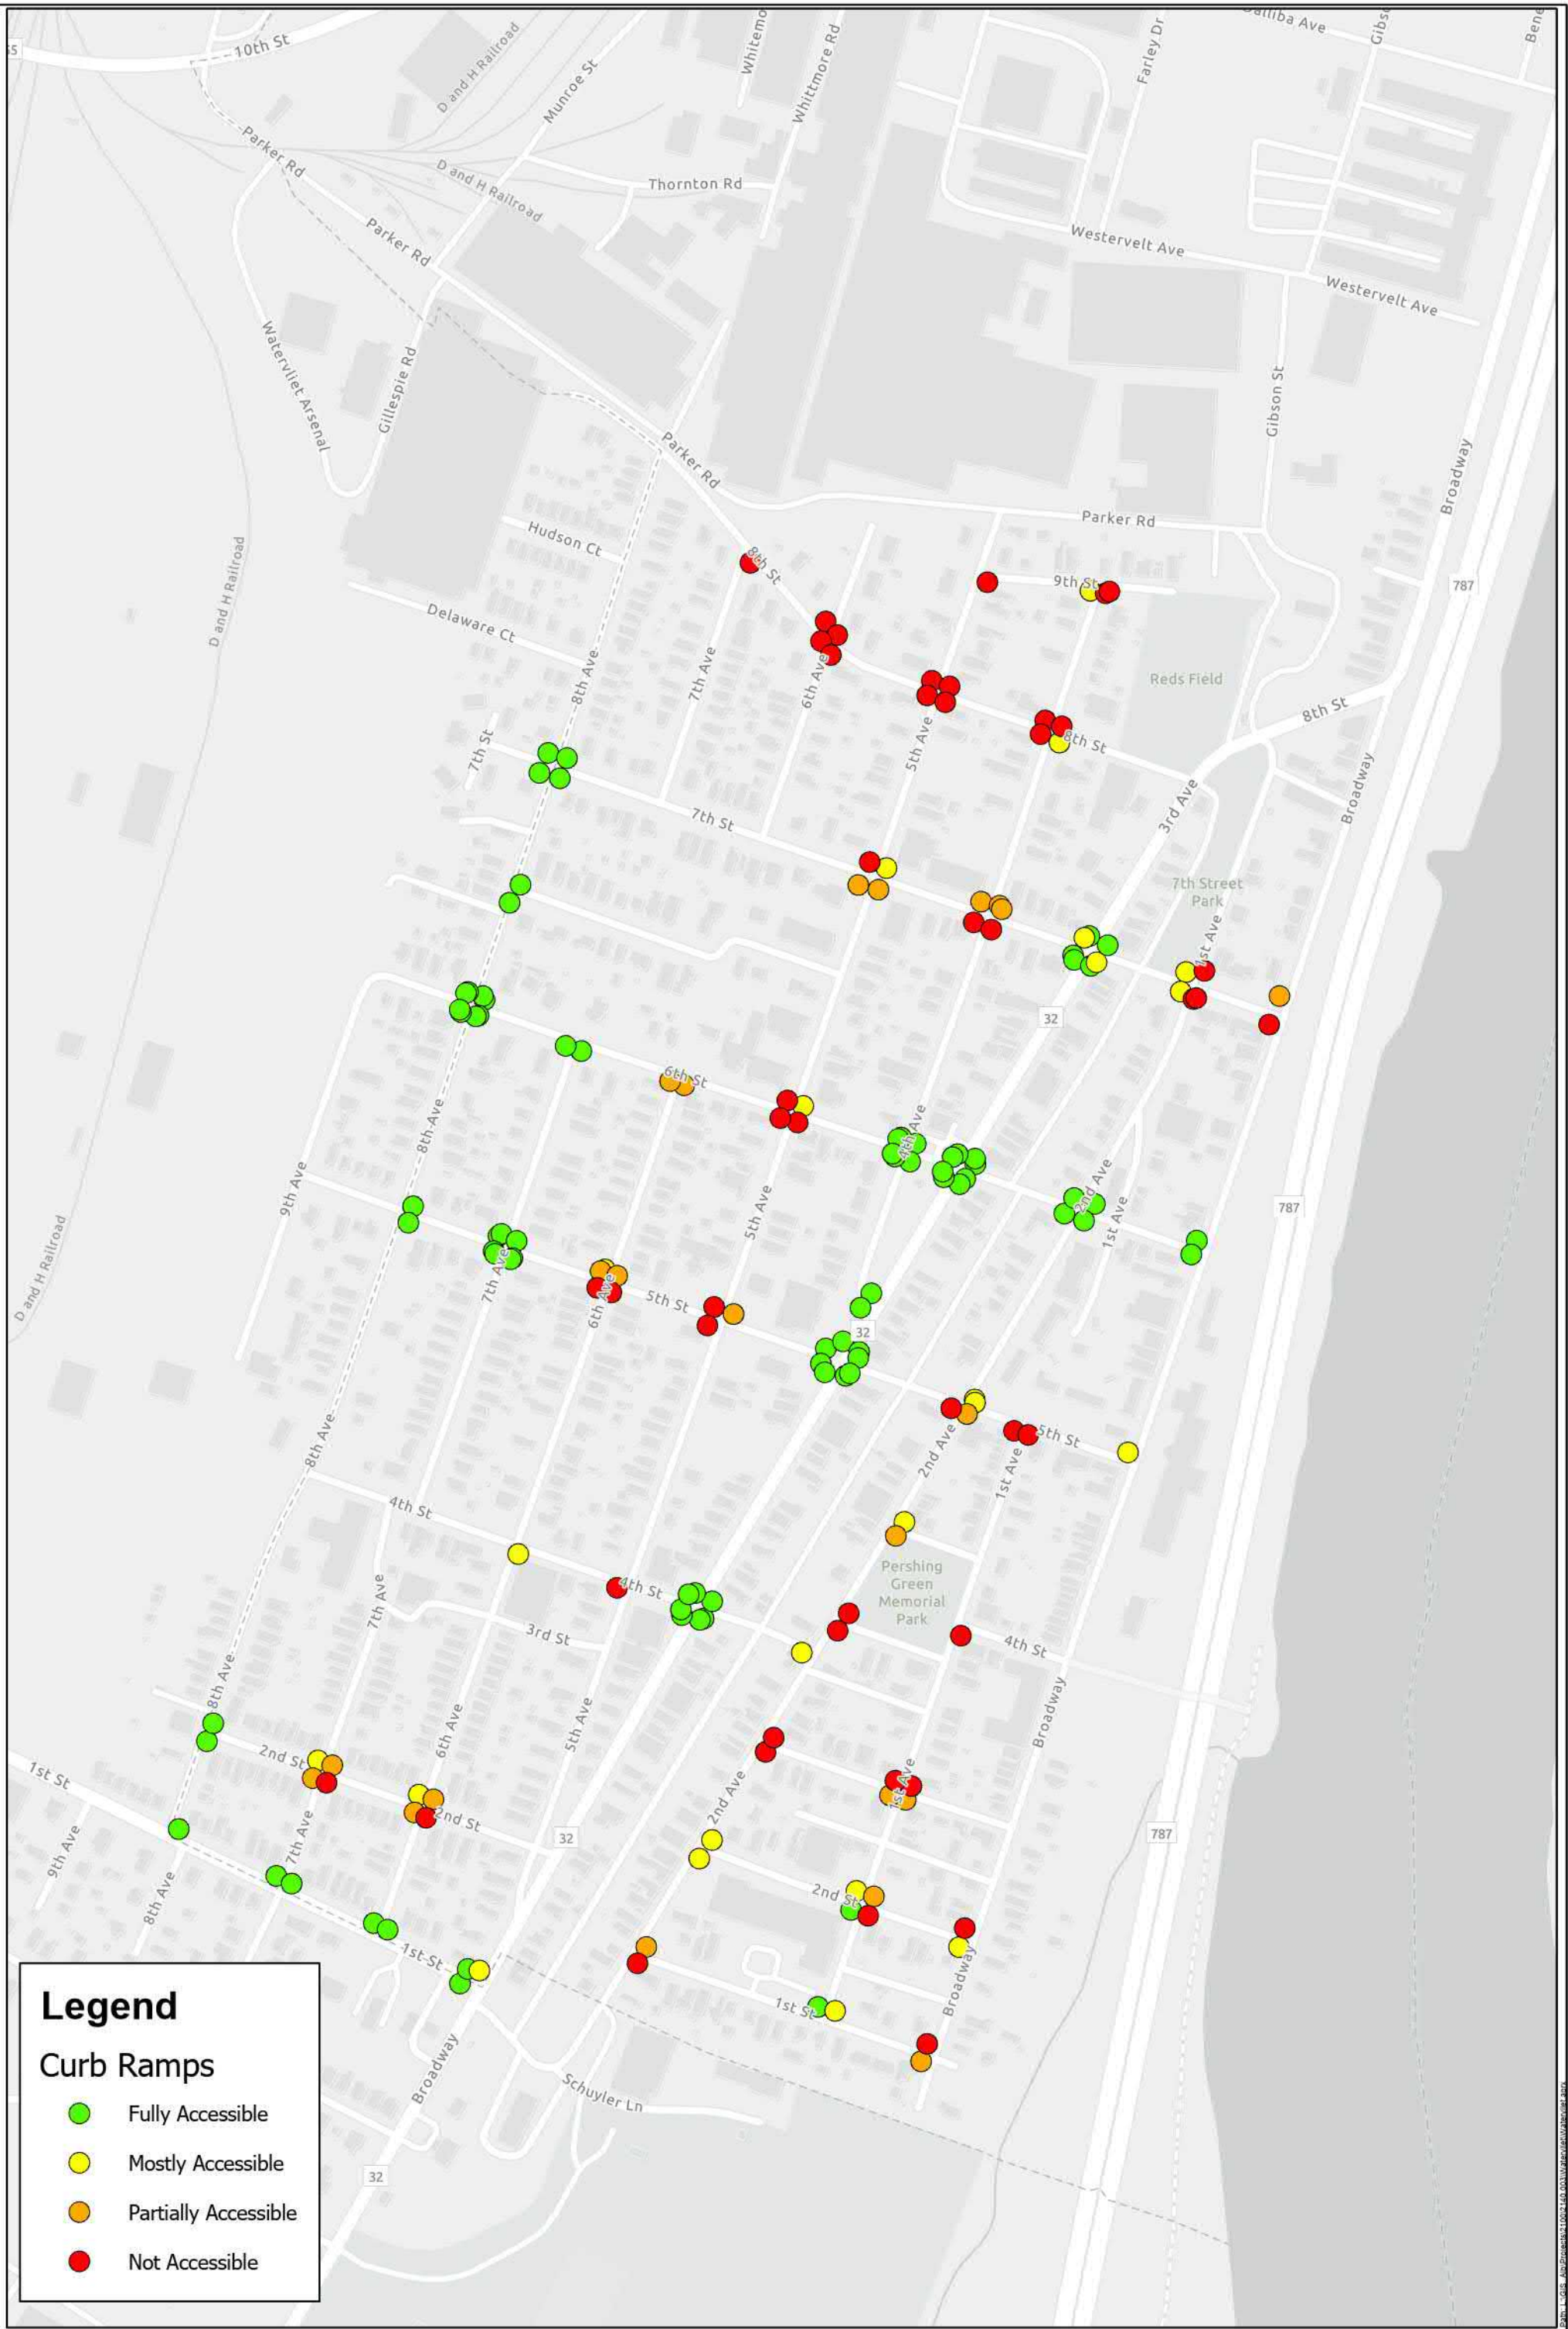 Dalliba Ave
10th St
D and H Railroad
Munroe St
Whitemo
Whittmore Rd
Farley Dr
Gibs
Bene
Parker Rd
D and H Railroad
Thornton Rd
Parker Rd
Westervelt Ave
Westervelt Ave
Watervliet Arsenal
Gillespie Rd
Gibson St
Parker Rd
Broadway
Hudson Ct
Parker Rd
8th St
9th St
787
D and H Railroad
Delaware Ct
8th Ave
7th Ave
6th Ave
Reds Field
8th St
5th Ave
8th St
7th St
7th St
3rd Ave
Broadway
7th Street
Park
1st Ave
32
6th St
8th Ave
4th Ave
9th Ave
5th Ave
2nd Ave
1st Ave
787
D and H Railroad
7th Ave
6th Ave
5th St
32
5th St
2nd Ave
1st Ave
8th Ave
4th St
Pershing
Green
Memorial
Park
4th St
7th Ave
3rd St
4th St
8th Ave
6th Ave
5th Ave
Broadway
1st St
2nd St
2nd Ave
1st Ave
2nd St
32
787
9th Ave
7th Ave
8th Ave
2nd St
1st St
Broadway
1st St
Broadway
Schuyler Ln
32
Legend
Curb Ramps
Fully Accessible
Mostly Accessible
Partially Accessible
Not Accessible